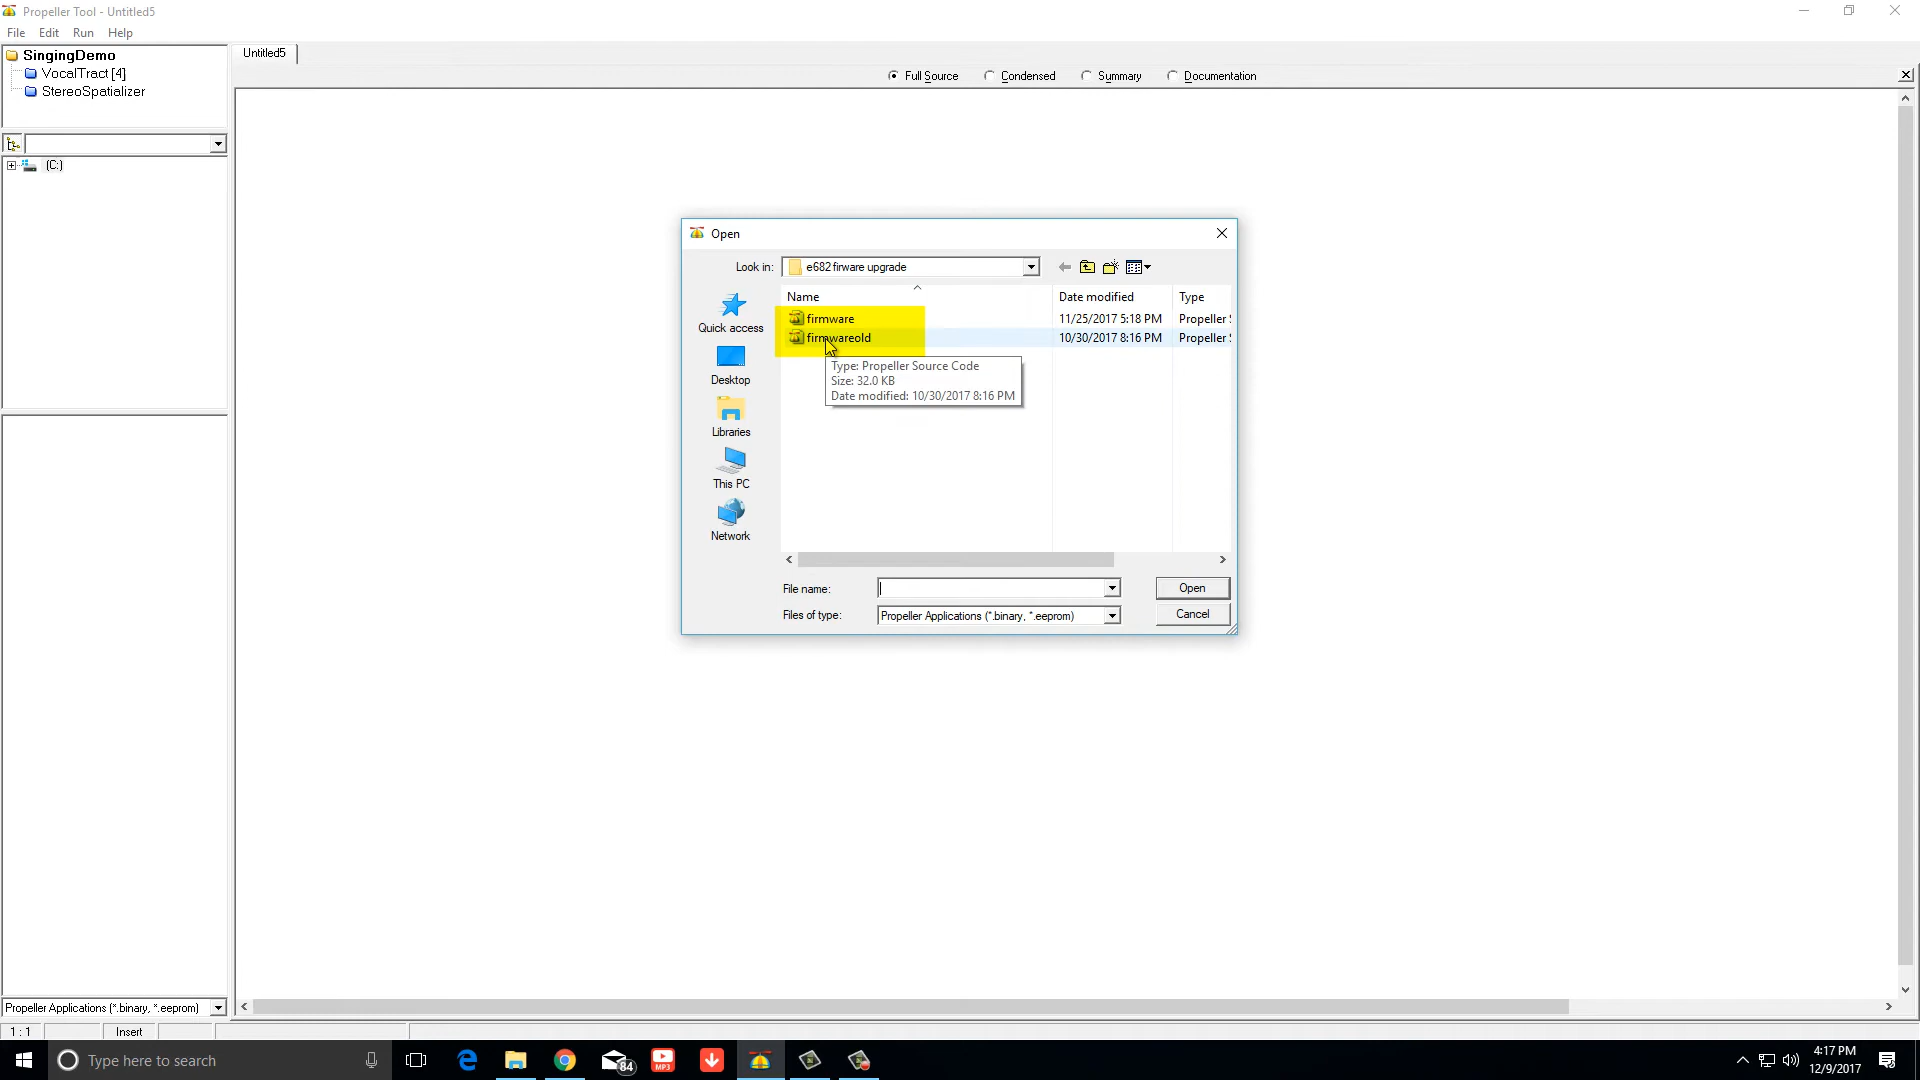 Propeller Tool - Untitled5
File Edit Run Help
SingingDemo
VocalTract [4]
StereoSpatializer
Untitled5
Full Source Condensed Summary Documentation
(C:)
Open
Look in: e682 firware upgrade
Name Date modified Type
firmware 11/25/2017 5:18 PM Propeller S
firmwareold 10/30/2017 8:16 PM Propeller S
Type: Propeller Source Code
Size: 32.0 KB
Date modified: 10/30/2017 8:16 PM
Quick access
Desktop
Libraries
This PC
Network
File name: Open
Files of type: Propeller Applications (*.binary, *.eeprom) Cancel
Propeller Applications (*.binary, *.eeprom)
1 : 1 Insert
Type here to search
84
MP3
4:17 PM
12/9/2017